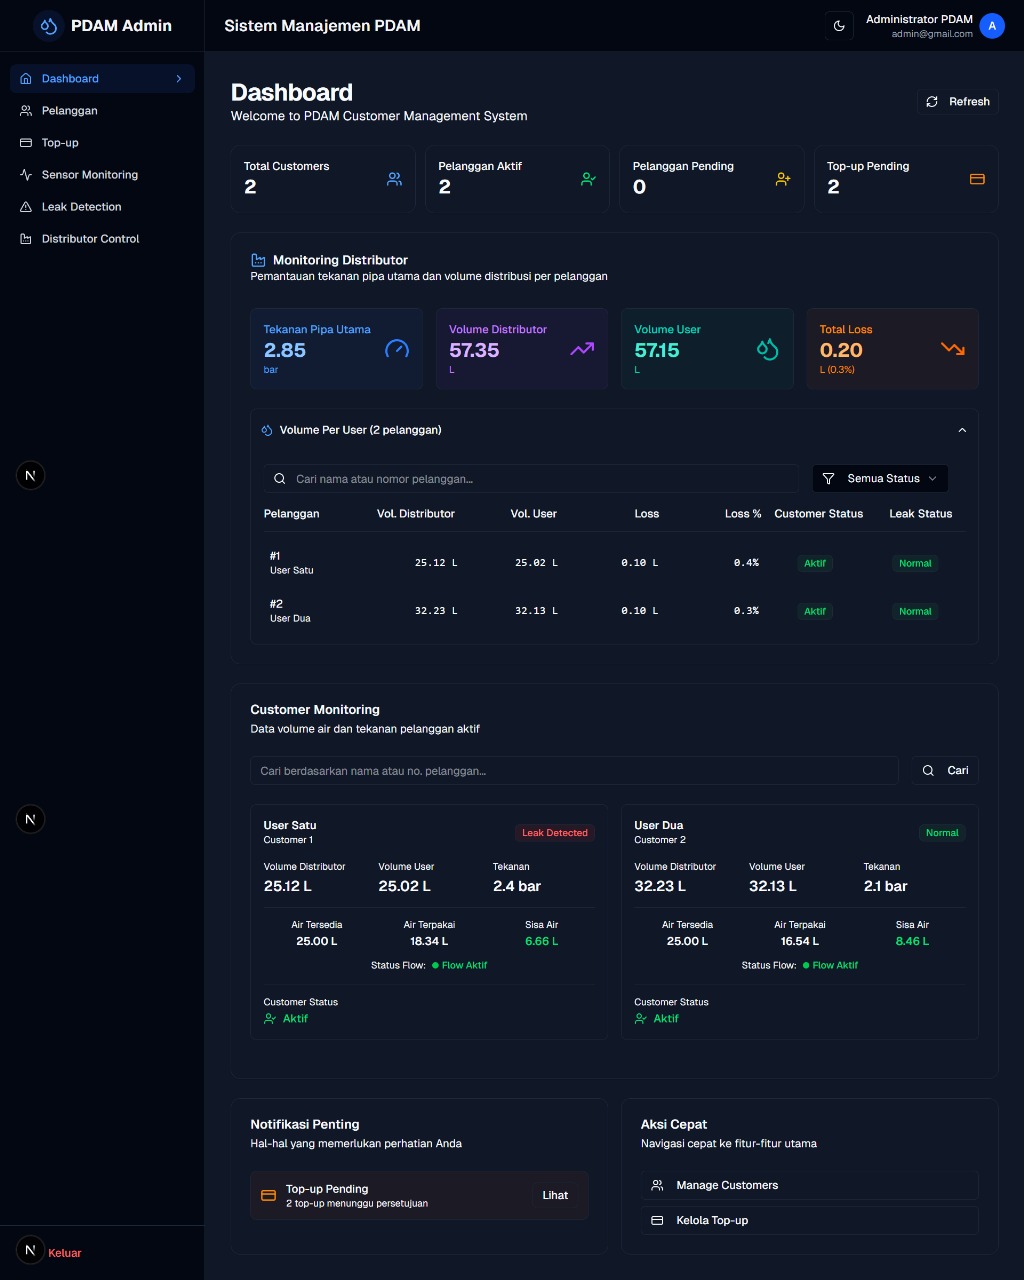 PDAM Admin
Sistem Manajemen PDAM
Administrator PDAM
admin@gmail.com
A
Dashboard
Pelanggan
Top-up
Sensor Monitoring
Leak Detection
Distributor Control
N
N
N
Keluar
Dashboard
Welcome to PDAM Customer Management System
Refresh
Total Customers
2
Pelanggan Aktif
2
Pelanggan Pending
0
Top-up Pending
2
Monitoring Distributor
Pemantauan tekanan pipa utama dan volume distribusi per pelanggan
Tekanan Pipa Utama
2.85
bar
Volume Distributor
57.35
L
Volume User
57.15
L
Total Loss
0.20
L (0.3%)
Volume Per User (2 pelanggan)
Cari nama atau nomor pelanggan...
Semua Status
Pelanggan Vol. Distributor Vol. User Loss Loss % Customer Status Leak Status
#1
User Satu
25.12 L 25.02 L 0.10 L 0.4% Aktif Normal
#2
User Dua
32.23 L 32.13 L 0.10 L 0.3% Aktif Normal
Customer Monitoring
Data volume air dan tekanan pelanggan aktif
Cari berdasarkan nama atau no. pelanggan...
Cari
User Satu
Customer 1
Leak Detected
Volume Distributor Volume User Tekanan
25.12 L 25.02 L 2.4 bar
Air Tersedia Air Terpakai Sisa Air
25.00 L 18.34 L 6.66 L
Status Flow: Flow Aktif
Customer Status
Aktif
User Dua
Customer 2
Normal
Volume Distributor Volume User Tekanan
32.23 L 32.13 L 2.1 bar
Air Tersedia Air Terpakai Sisa Air
25.00 L 16.54 L 8.46 L
Status Flow: Flow Aktif
Customer Status
Aktif
Notifikasi Penting
Hal-hal yang memerlukan perhatian Anda
Top-up Pending
2 top-up menunggu persetujuan
Lihat
Aksi Cepat
Navigasi cepat ke fitur-fitur utama
Manage Customers
Kelola Top-up